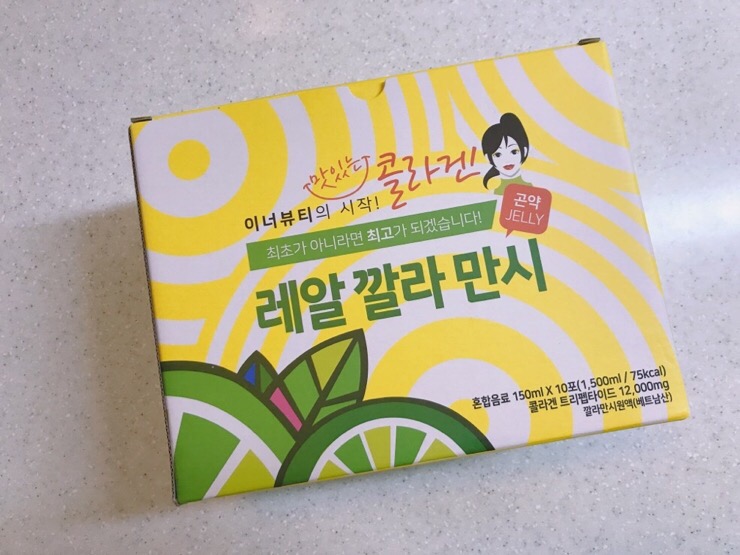 맛있는 콜라겐!
이너뷰티의 시작!
곤약
JELLY
최초가 아니라면 최고가 되겠습니다!
레알 깔라만시
혼합음료 150ml X 10포(1,500ml / 75kcal)
콜라겐 트리펩타이드 12,000mg
깔라만시원액(베트남산)